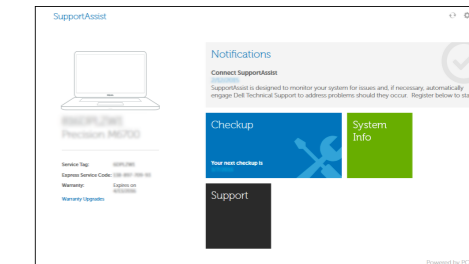 SupportAssist
Notifications
Connect SupportAssist
SupportAssist is designed to monitor your system for issues and, if necessary, automatically
engage Dell Technical Support to address problems should they occur. Register below to sta
Precision M6700
Checkup
System
Info
Service Tag:
Express Service Code:
Warranty: Expires on
Warranty Upgrades
Your next checkup is
Support
Powered by PC